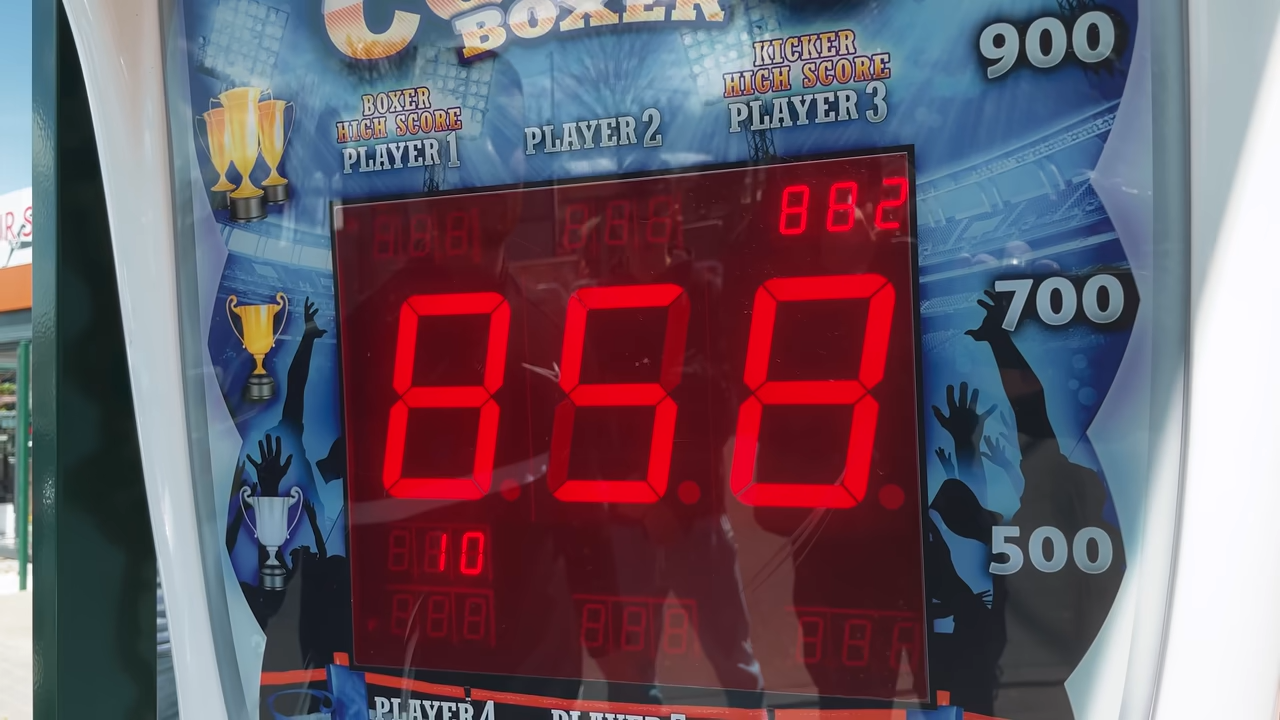 BOXER
900
KICKER
HIGH SCORE
PLAYER 3
BOXER
HIGH SCORE
PLAYER 1
PLAYER 2
882
858
700
500
10
PLAYER 4